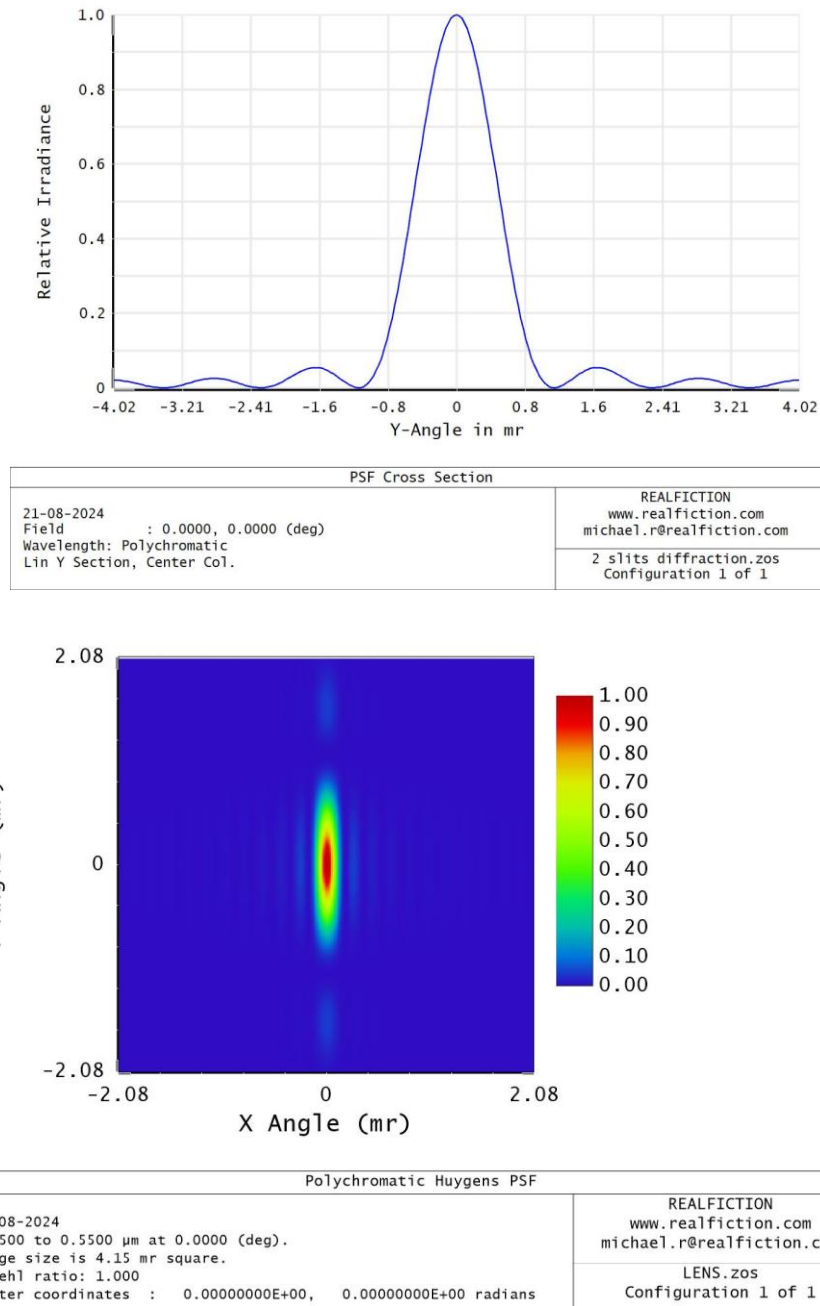 1.0
0.8
0.6
0.4
0.2
0
Relative Irradiance
-4.02 -3.21 -2.41 -1.6 -0.8 0 0.8 1.6 2.41 3.21 4.02
Y-Angle in mr
PSF Cross Section
21-08-2024
Field : 0.0000, 0.0000 (deg)
Wavelength: Polychromatic
Lin Y Section, Center Col.
REALFICTION
www.realfiction.com
michael.r@realfiction.com
2 slits diffraction.zos
Configuration 1 of 1
2.08
0
-2.08
-2.08 0 2.08
X Angle (mr)
1.00
0.90
0.80
0.70
0.60
0.50
0.40
0.30
0.20
0.10
0.00
Polychromatic Huygens PSF
08-2024
500 to 0.5500 µm at 0.0000 (deg).
ge size is 4.15 mr square.
ehl ratio: 1.000
ter coordinates : 0.00000000E+00, 0.00000000E+00 radians
REALFICTION
www.realfiction.com
michael.r@realfiction.c
LENS.zos
Configuration 1 of 1